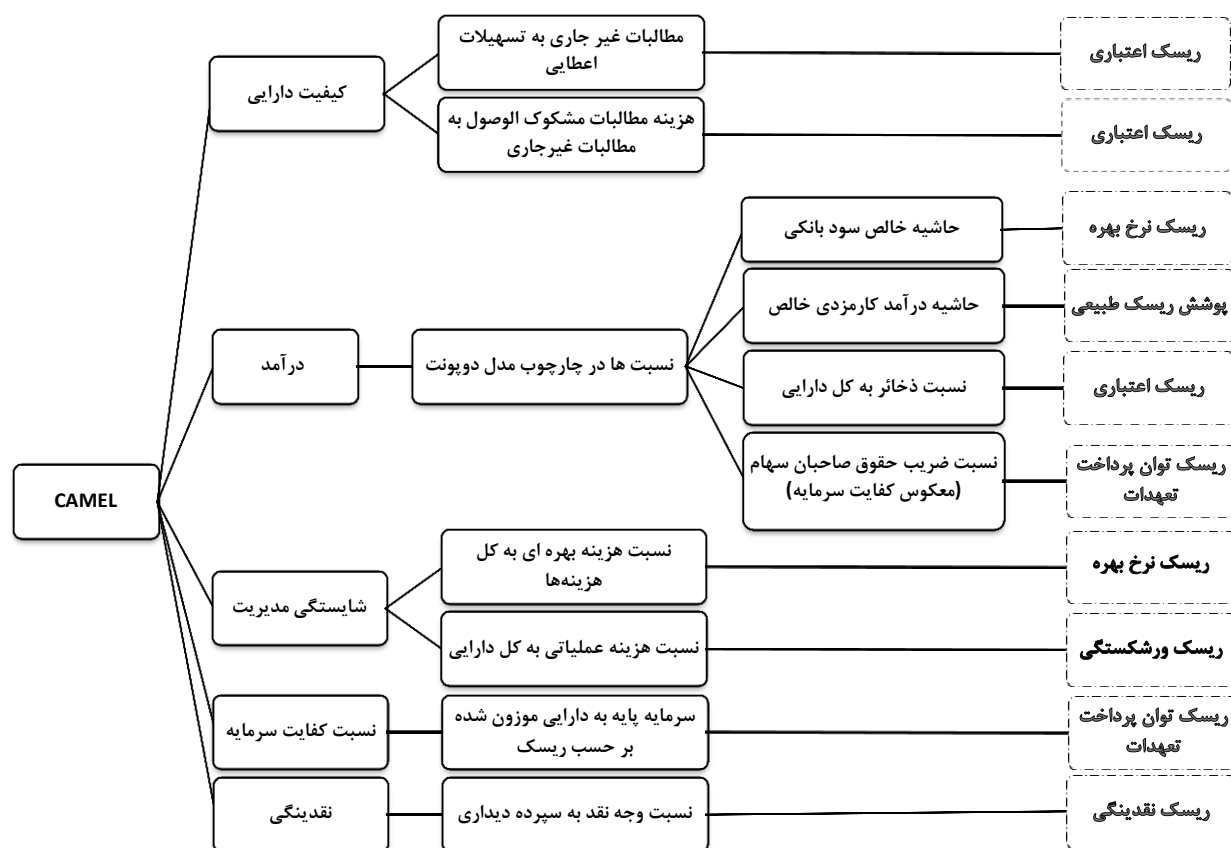 CAMEL
کیفیت دارایی
مطالبات غیر جاری به تسهیلات
اعطایی
ریسک اعتباری
هزینه مطالبات مشکوک الوصول به
مطالبات غیرجاری
ریسک اعتباری
درآمد
نسبت ها در چارچوب مدل دوپونت
حاشیه خالص سود بانکی
ریسک نرخ بهره
حاشیه درآمد کارمزدی خالص
پوشش ریسک طبیعی
نسبت ذخائر به کل دارایی
ریسک اعتباری
نسبت ضریب حقوق صاحبان سهام
(معکوس کفایت سرمایه)
ریسک توان پرداخت
تعهدات
شایستگی مدیریت
نسبت هزینه بهره ای به کل
هزینه‌ها
ریسک نرخ بهره
نسبت هزینه عملیاتی به کل دارایی
ریسک ورشکستگی
نسبت کفایت سرمایه
سرمایه پایه به دارایی موزون شده
بر حسب ریسک
ریسک توان پرداخت
تعهدات
نقدینگی
نسبت وجه نقد به سپرده دیداری
ریسک نقدینگی